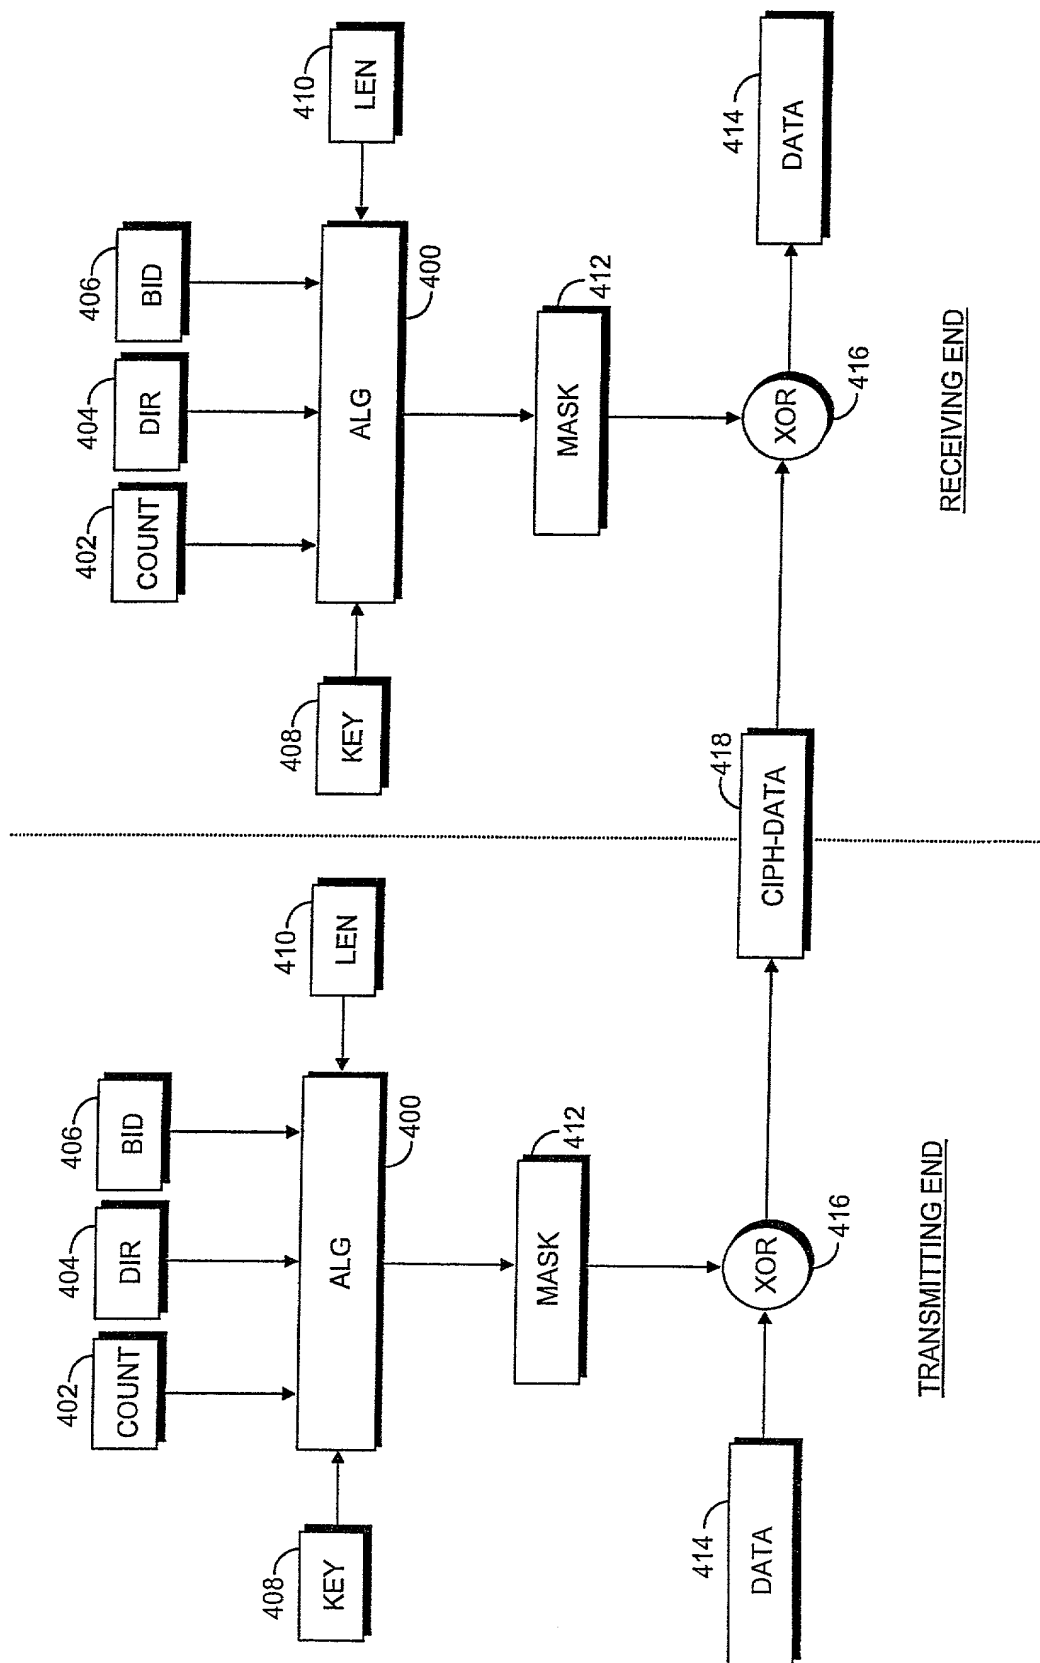 406
BID
404
DIR
402
COUNT
410
LEN
400
ALG
408
KEY
412
MASK
414
DATA
XOR
416
TRANSMITTING END
418
CIPH-DATA
406
BID
404
DIR
402
COUNT
410
LEN
400
ALG
408
KEY
412
MASK
414
DATA
XOR
416
RECEIVING END